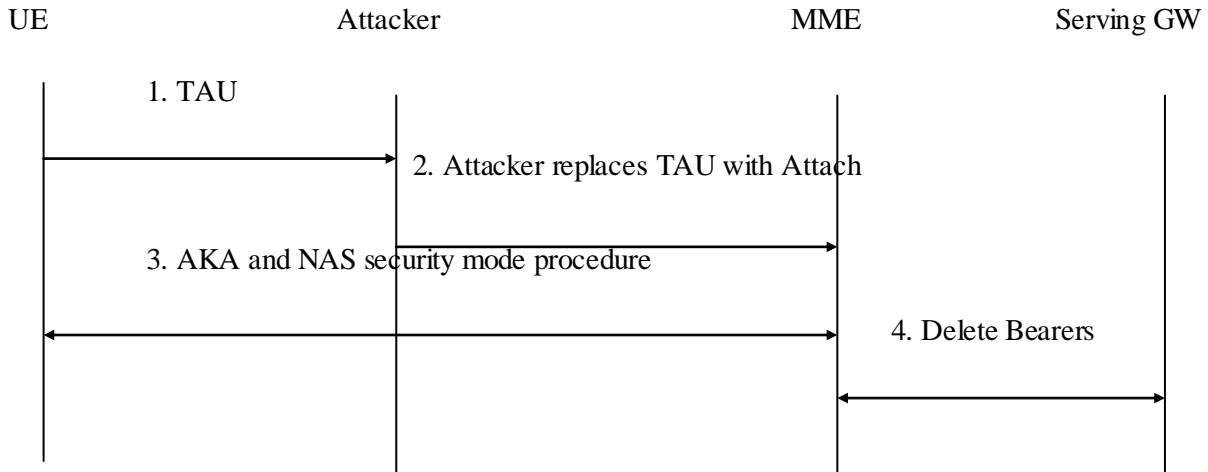 UE Attacker MME Serving GW
1. TAU
2. Attacker replaces TAU with Attach
3. AKA and NAS security mode procedure
4. Delete Bearers